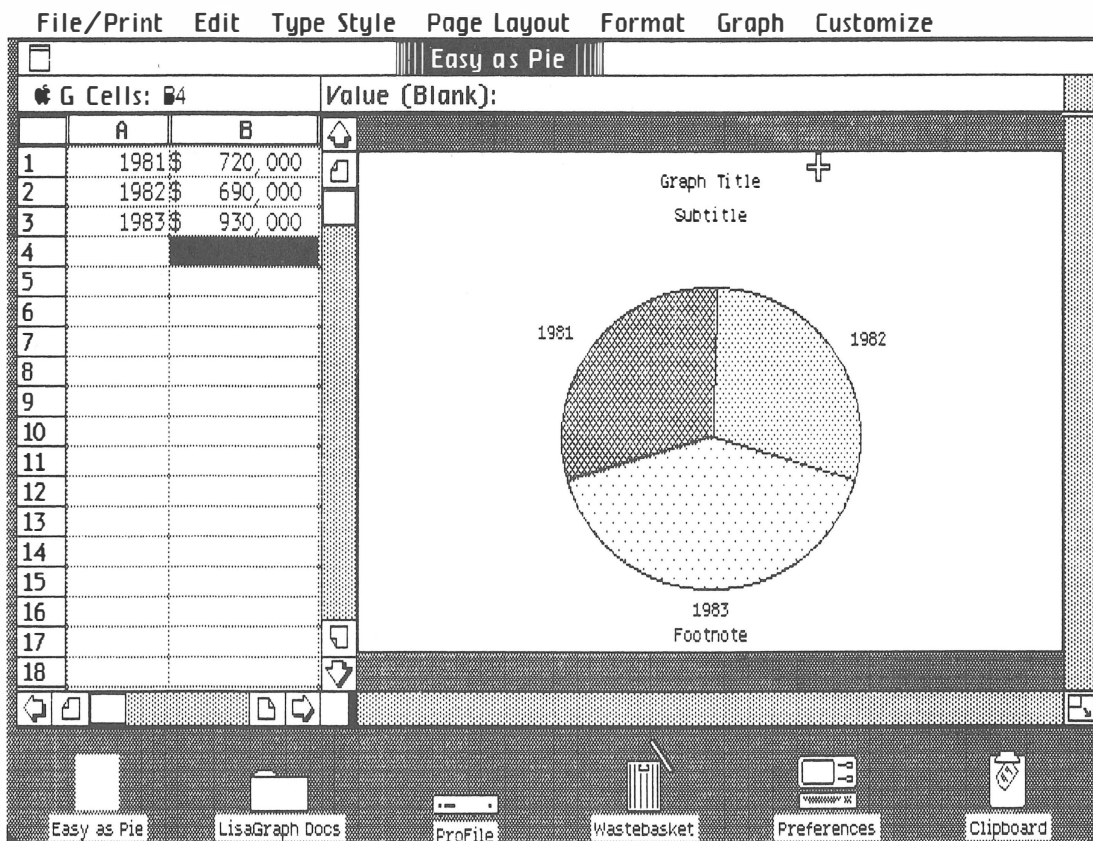 File/Print Edit Type Style Page Layout Format Graph Customize
Easy as Pie
G Cells: B4 Value (Blank):
A B
1 1981 $ 720,000
2 1982 $ 690,000
3 1983 $ 930,000
4
5
6
7
8
9
10
11
12
13
14
15
16
17
18
Graph Title
Subtitle
1981
1982
1983
Footnote
Easy as Pie LisaGraph Docs ProFile Wastebasket Preferences Clipboard